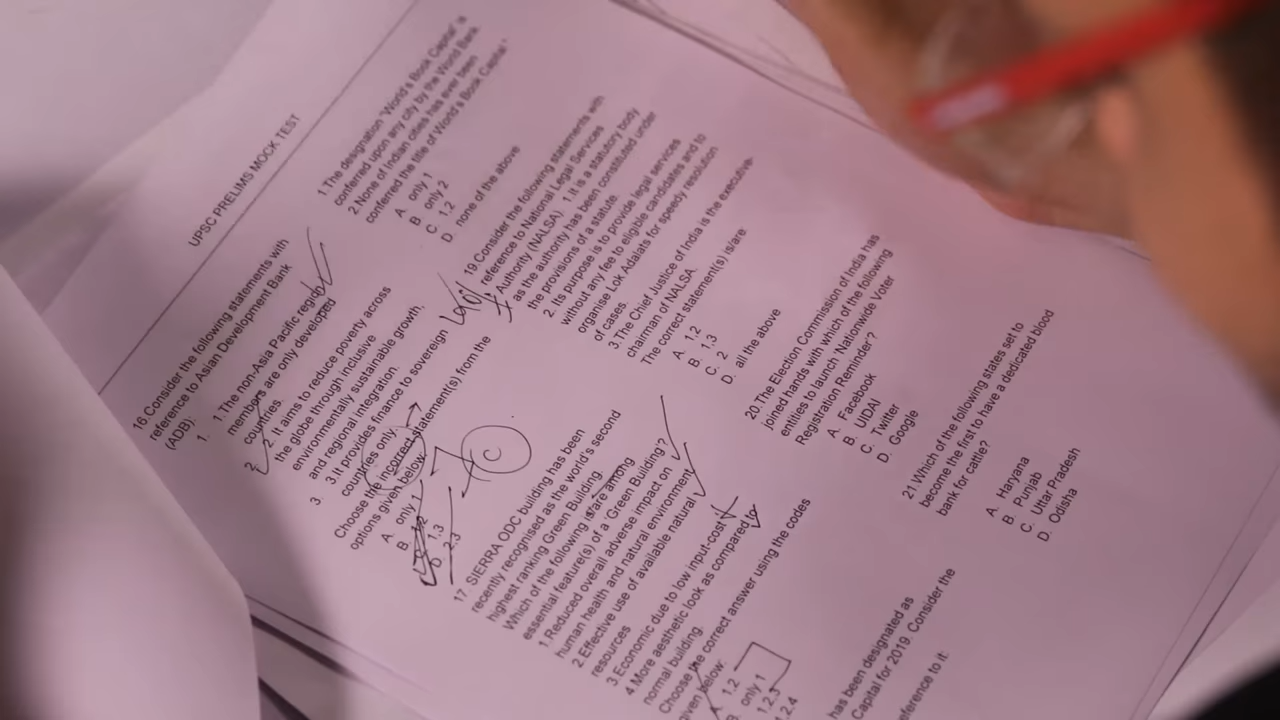 UPSC PRELIMS MOCK TEST
16 Consider the following statements with
reference to Asian Development Bank
(ADB)
1. 1.The non-Asia Pacific region
members are only developed
countries.
2. 2. It aims to reduce poverty across
the globe through inclusive
environmentally sustainable growth,
and regional integration.
3. 3.It provides finance to sovereign
countries only.
Choose the incorrect statement(s) from the
options given below.
A. only 1
B. 1,2
1.3
2.3
C
17. SIERRA ODC building has been
recently recognised as the world's second
highest ranking Green Building.
Which of the following is/are among
essential feature(s) of a 'Green Building'?
1.Reduced overall adverse impact on
human health and natural environment
2.Effective use of available natural
resources
3.Economic due to low input-cost
4.More aesthetic look as compared to
normal building.
Choose the correct answer using the codes
given below:
A 1.2
B. only 1
1,2,3
1.2.4
has been designated as
Capital for 2019. Consider the
eference to it:
1.The designation "World's Book Capital" is
conferred upon any city by the World Bank
2.None of Indian cities has ever been
conferred the title of World's Book Capital."
A only 1
B only 2
C 1,2
D. none of the above
19 Consider the following statements with
reference to National Legal Services
Authority (NALSA) 1.It is a statutory body
as the authority has been constituted under
the provisions of a statute
2. Its purpose is to provide legal services
without any fee to eligible candidates and to
organise Lok Adalats for speedy resolution
of cases.
3.The Chief Justice of India is the executive-
chairman of NALSA.
The correct statement(s) is/are
A. 1.2
B. 1,3
C. 2
D. all the above
20.The Election Commission of India has
joined hands with which of the following
entities to launch 'Nationwide Voter
Registration Reminder'?
A. Facebook
B. UIDAI
C. Twitter
D. Google
21 Which of the following states set to
become the first to have a dedicated blood
bank for cattle?
A. Haryana
B Punjab
C. Uttar Pradesh
D. Odisha